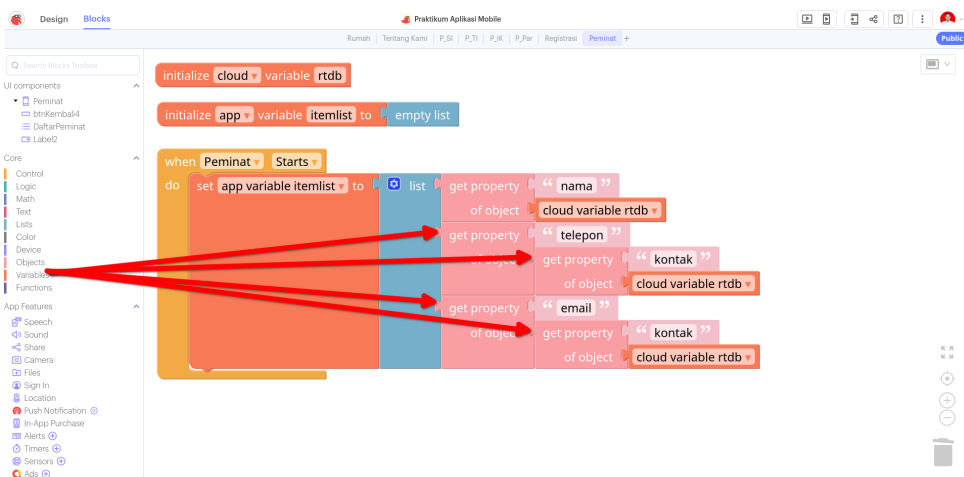 Design Blocks Praktikum Aplikasi Mobile
Rumah Tentang Kami P_SI P_TI P_IK P_Par Registrasi Peminat + Public
Search Blocks Toolbox
UI components
Peminat
btnKembali4
DaftarPeminat
Label2
Core
Control
Logic
Math
Text
Lists
Color
Device
Objects
Variables
Functions
App Features
Speech
Sound
Share
Camera
Files
Sign In
Location
Push Notification
In-App Purchase
Alerts
Timers
Sensors
Ads
initialize cloud variable rtdb
initialize app variable itemlist to empty list
when Peminat Starts
do set app variable itemlist to list get property “ nama ”
of object cloud variable rtdb
get property “ telepon ”
of object get property “ kontak ”
of object cloud variable rtdb
get property “ email ”
of object get property “ kontak ”
of object cloud variable rtdb